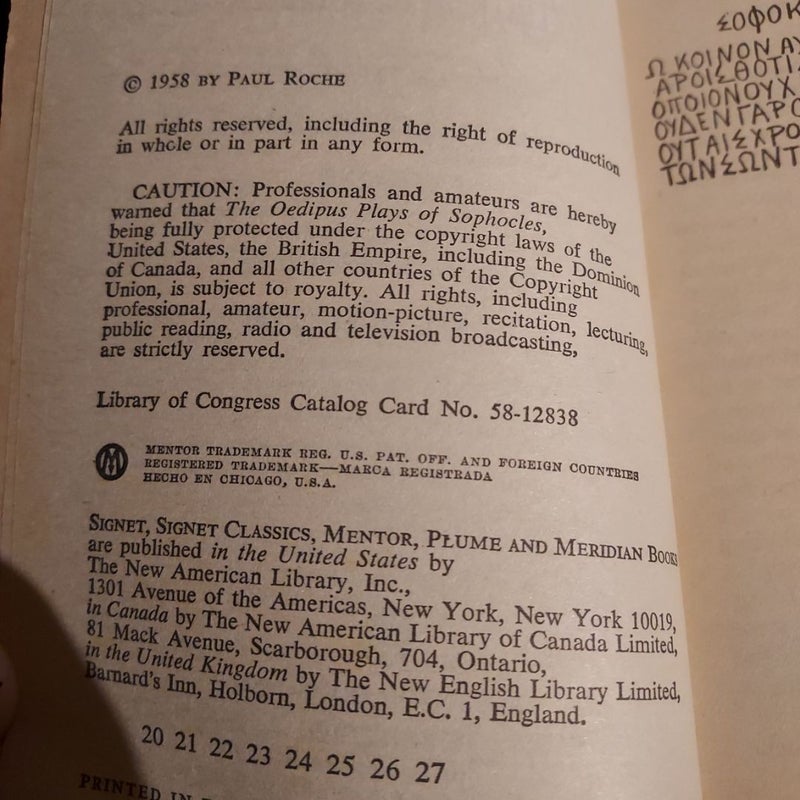 © 1958 BY PAUL ROCHE
All rights reserved, including the right of reproduction
in whole or in part in any form.
CAUTION: Professionals and amateurs are hereby
warned that The Oedipus Plays of Sophocles,
being fully protected under the copyright laws of the
United States, the British Empire, including the Dominion
of Canada, and all other countries of the Copyright
Union, is subject to royalty. All rights, including
professional, amateur, motion-picture, recitation, lecturing,
public reading, radio and television broadcasting,
are strictly reserved.
Library of Congress Catalog Card No. 58-12838
MENTOR TRADEMARK REG. U.S. PAT. OFF. AND FOREIGN COUNTRIES
REGISTERED TRADEMARK—MARCA REGISTRADA
HECHO EN CHICAGO, U.S.A.
SIGNET, SIGNET CLASSICS, MENTOR, PLUME AND MERIDIAN BOOKS
are published in the United States by
The New American Library, Inc.,
1301 Avenue of the Americas, New York, New York 10019,
in Canada by The New American Library of Canada Limited,
81 Mack Avenue, Scarborough, 704, Ontario,
in the United Kingdom by The New English Library Limited,
Barnard's Inn, Holborn, London, E.C. 1, England.
20 21 22 23 24 25 26 27
PRINTED IN
ΣΟΦΟΚ
Ω ΚΟΙΝΟΝ ΑΥ
ΑΡΟΙΣΘΟΤΙΣ
ΟΠΟΙΟΝΟΥΧ
ΟΥΔΕΝΓΑΡΟ
ΟΥΤΑΙΣΧΡΟ
ΤΩΝΣΩΝΤ